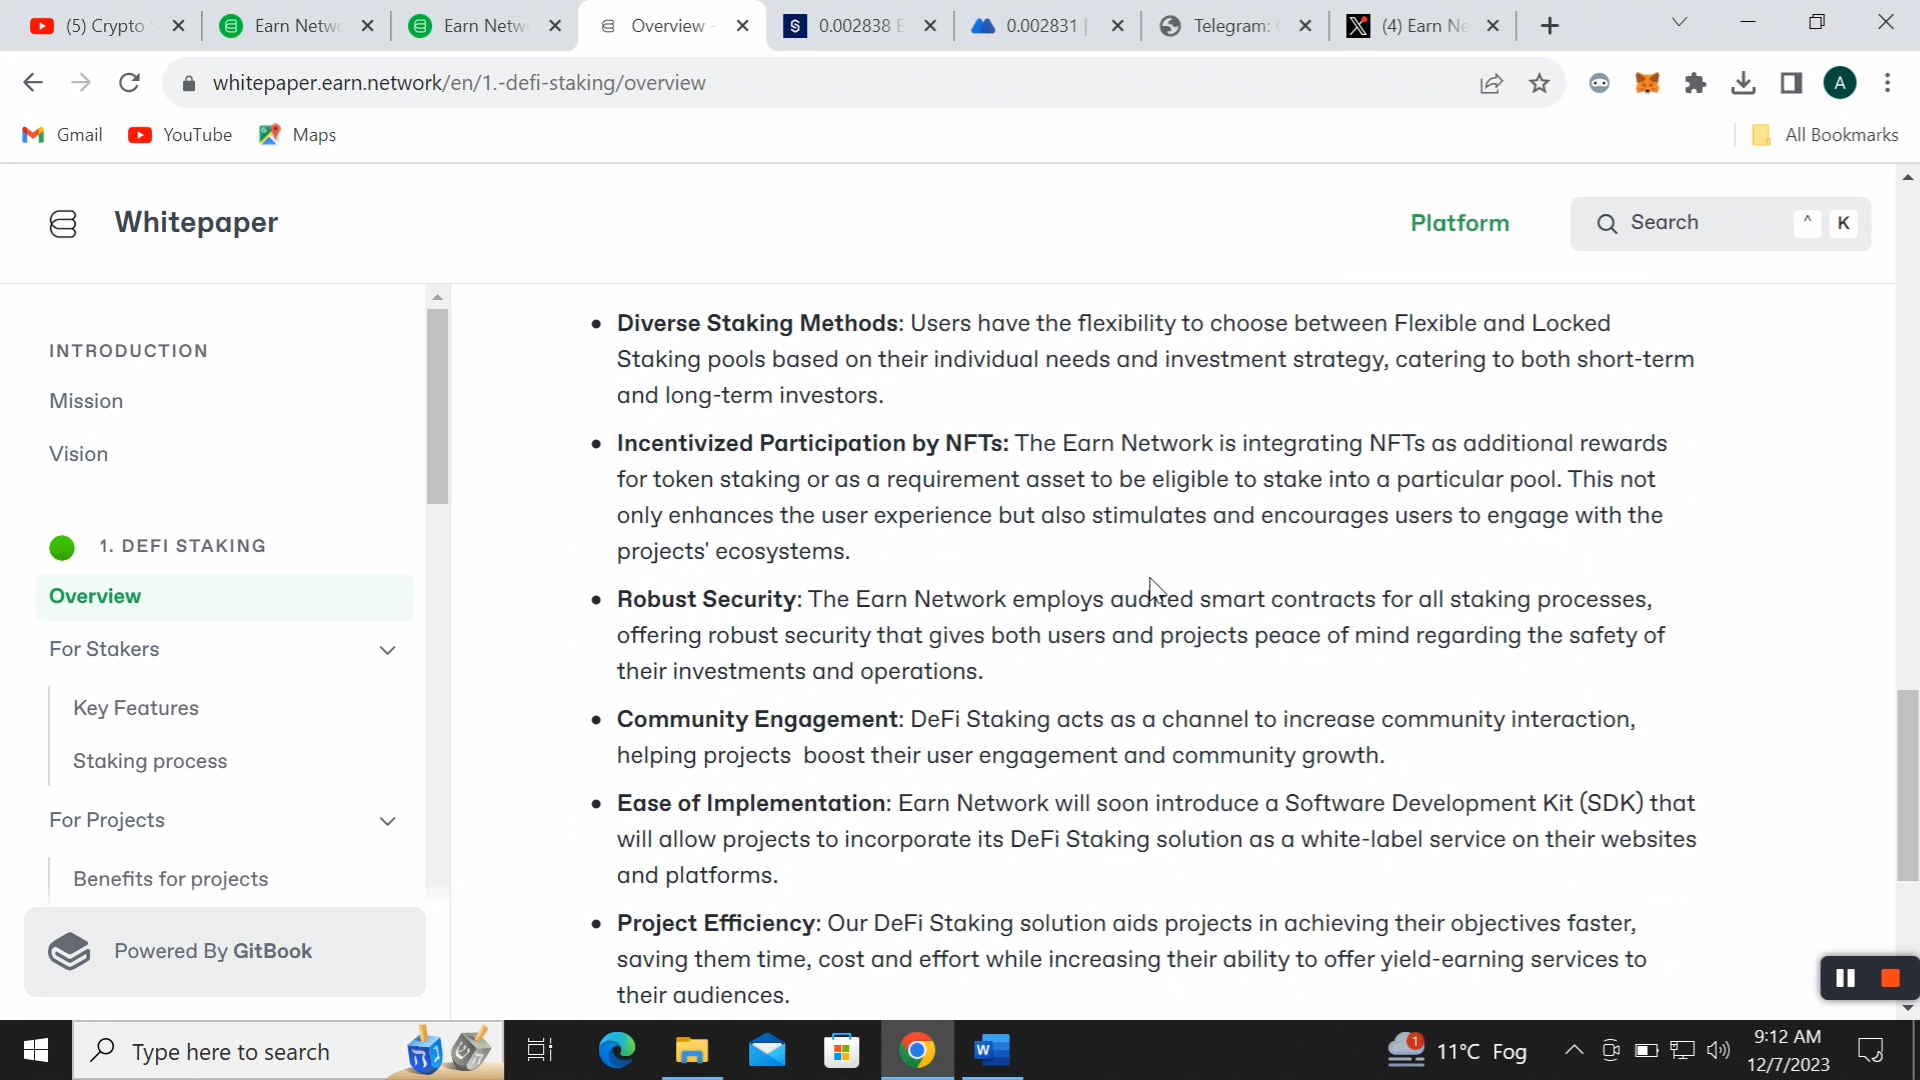 (5) Crypto
Earn Netwo
Earn Netwo
Overview -
0.002838 E
0.002831 |
Telegram:
(4) Earn Ne
whitepaper.earn.network/en/1.-defi-staking/overview
A
Gmail
YouTube
Maps
All Bookmarks
Whitepaper
Platform
Search
^ K
INTRODUCTION
Mission
Vision
1. DEFI STAKING
Overview
For Stakers
Key Features
Staking process
For Projects
Benefits for projects
Powered By GitBook
• Diverse Staking Methods: Users have the flexibility to choose between Flexible and Locked
Staking pools based on their individual needs and investment strategy, catering to both short-term
and long-term investors.
• Incentivized Participation by NFTs: The Earn Network is integrating NFTs as additional rewards
for token staking or as a requirement asset to be eligible to stake into a particular pool. This not
only enhances the user experience but also stimulates and encourages users to engage with the
projects' ecosystems.
• Robust Security: The Earn Network employs audited smart contracts for all staking processes,
offering robust security that gives both users and projects peace of mind regarding the safety of
their investments and operations.
• Community Engagement: DeFi Staking acts as a channel to increase community interaction,
helping projects boost their user engagement and community growth.
• Ease of Implementation: Earn Network will soon introduce a Software Development Kit (SDK) that
will allow projects to incorporate its DeFi Staking solution as a white-label service on their websites
and platforms.
• Project Efficiency: Our DeFi Staking solution aids projects in achieving their objectives faster,
saving them time, cost and effort while increasing their ability to offer yield-earning services to
their audiences.
Type here to search
1
11°C Fog
9:12 AM
12/7/2023